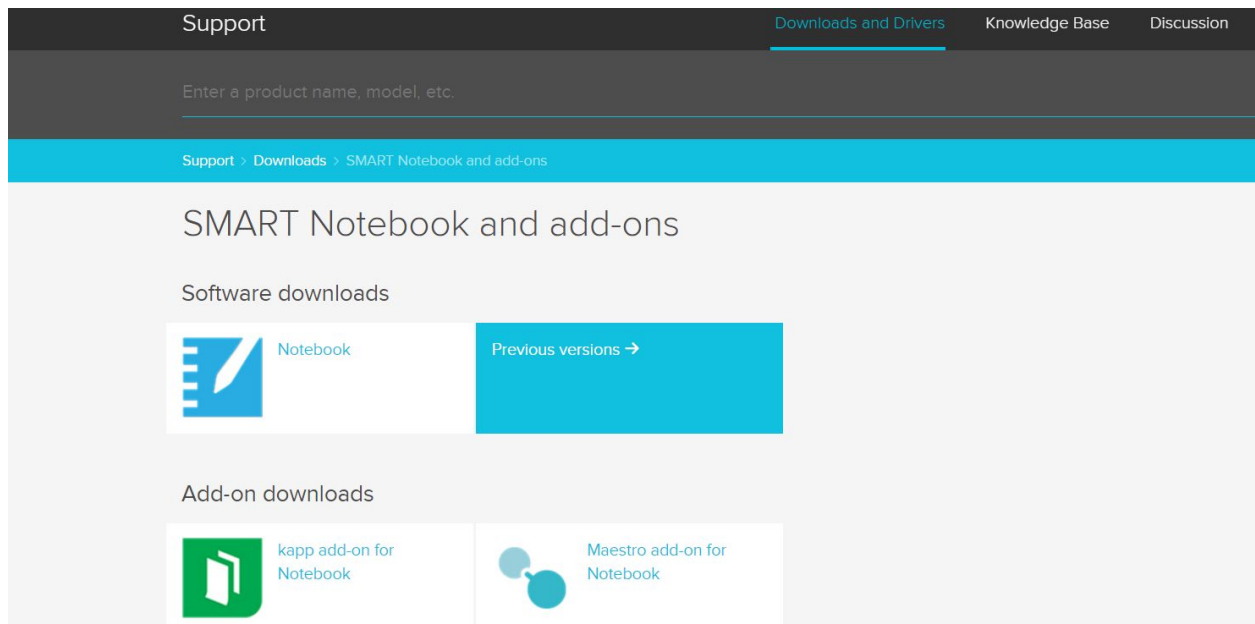 Support
Downloads and Drivers
Knowledge Base
Discussion
Enter a product name, model, etc.
Support > Downloads > SMART Notebook and add-ons
SMART Notebook and add-ons
Software downloads
Notebook
Previous versions →
Add-on downloads
kapp add-on for
Notebook
Maestro add-on for
Notebook